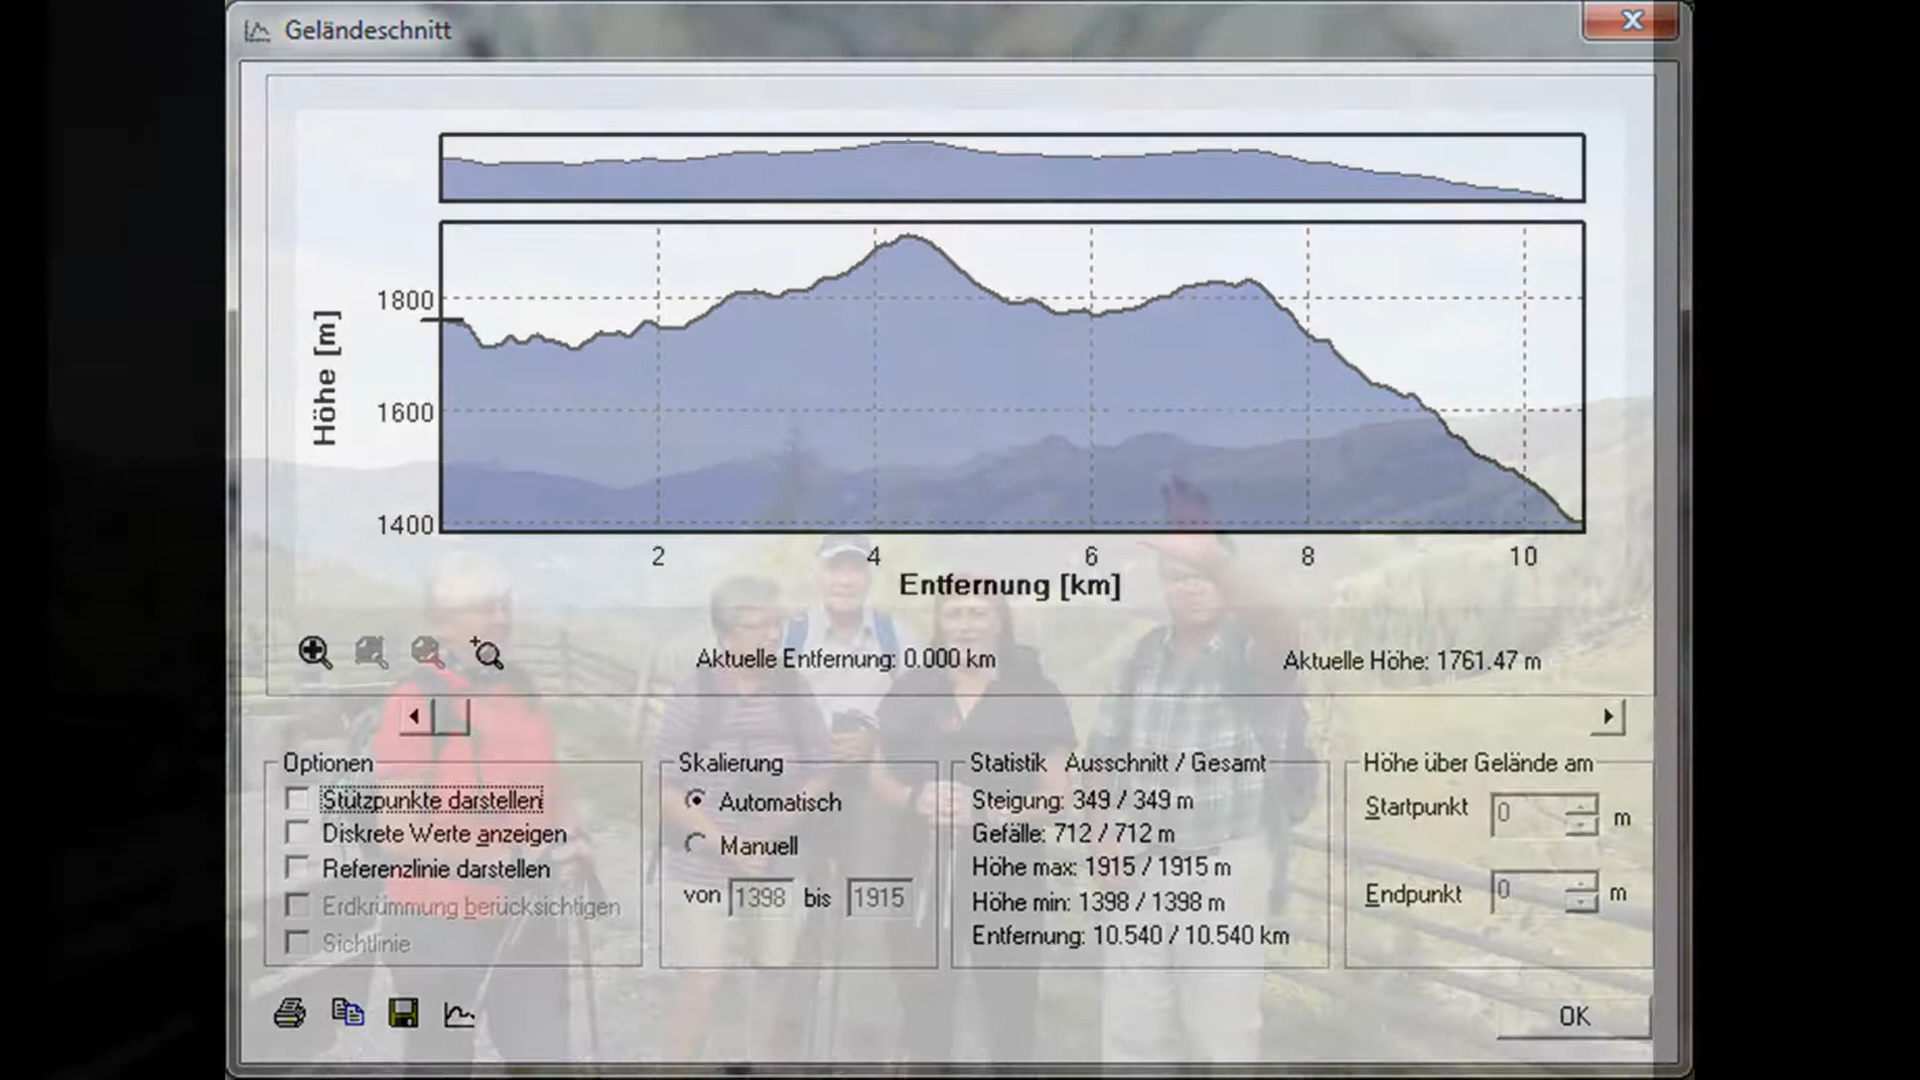 Geländeschnitt
1800
1600
1400
Höhe [m]
2 4 6 8 10
Entfernung [km]
Aktuelle Entfernung: 0.000 km
Aktuelle Höhe: 1761.47 m
Optionen
Stützpunkte darstellen
Diskrete Werte anzeigen
Referenzlinie darstellen
Erdkrümmung berücksichtigen
Sichtlinie
Skalierung
Automatisch
Manuell
von 1398 bis 1915
Statistik Ausschnitt / Gesamt
Steigung: 349 / 349 m
Gefälle: 712 / 712 m
Höhe max: 1915 / 1915 m
Höhe min: 1398 / 1398 m
Entfernung: 10.540 / 10.540 km
Höhe über Gelände am
Startpunkt 0 m
Endpunkt 0 m
OK